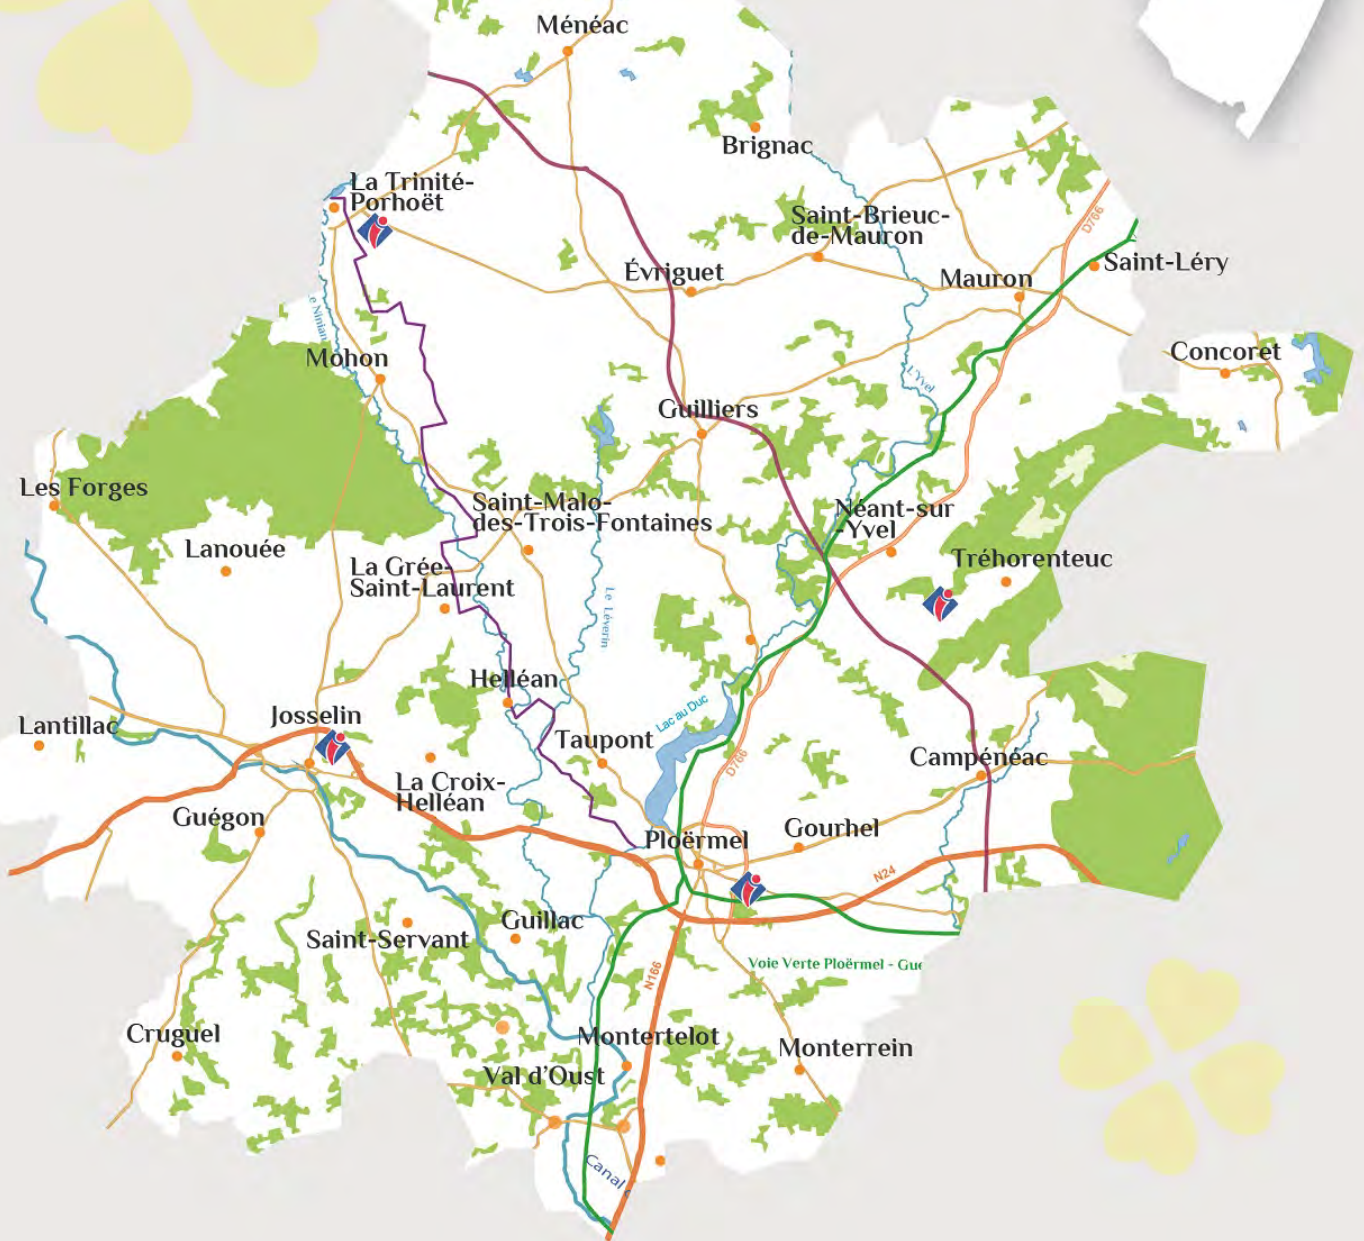 Ménéac
Brignac
La Trinité-
Porhoët
Saint-Brieuc-
de-Mauron
D766
Évriguet
Mauron
Saint-Léry
Le Ninian
Mohon
Concoret
L'Yvel
Guilliers
Les Forges
Saint-Malo-
des-Trois-Fontaines
Néant-sur
-Yvel
Lanouée
La Grée-
Saint-Laurent
Tréhorenteuc
Le Léverin
Helléan
Lac au Duc
Josselin
Lantillac
Taupont
D766
Campénéac
La Croix-
Helléan
Guégon
Ploërmel
Gourhel
N24
Guillac
Saint-Servant
Voie Verte Ploërmel - Gue
N166
Cruguel
Montertelot
Monterrein
Val d'Oust
Canal